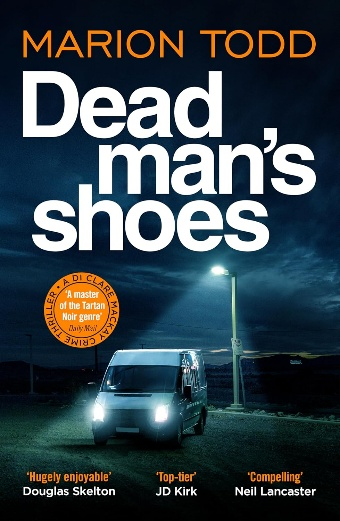 MARION TODD
Dead
man's
shoes
A DI CLARE MACKAY CRIME THRILLER
'A master
of the Tartan
Noir genre'
Daily Mail
'Hugely enjoyable'
Douglas Skelton
'Top-tier'
JD Kirk
'Compelling'
Neil Lancaster